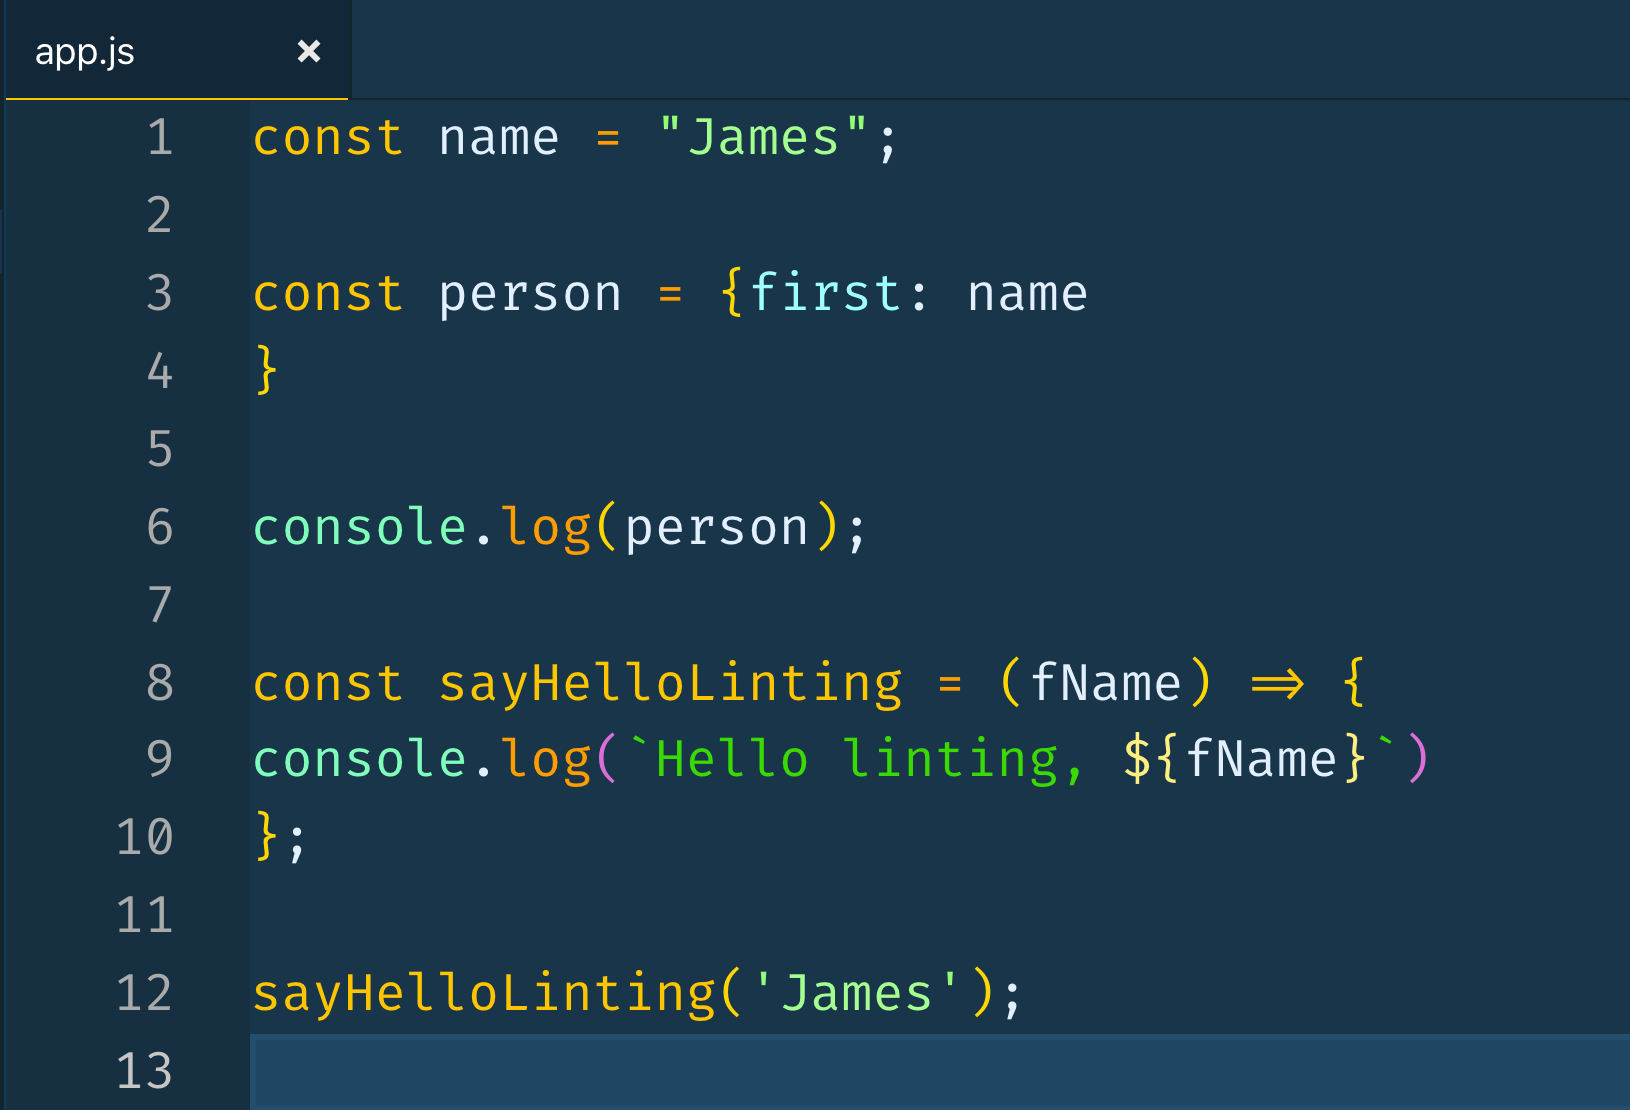 app.js ×
1 const name = "James";
2
3 const person = {first: name
4 }
5
6 console.log(person);
7
8 const sayHelloLinting = (fName) => {
9 console.log(`Hello linting, ${fName}`)
10 };
11
12 sayHelloLinting('James');
13